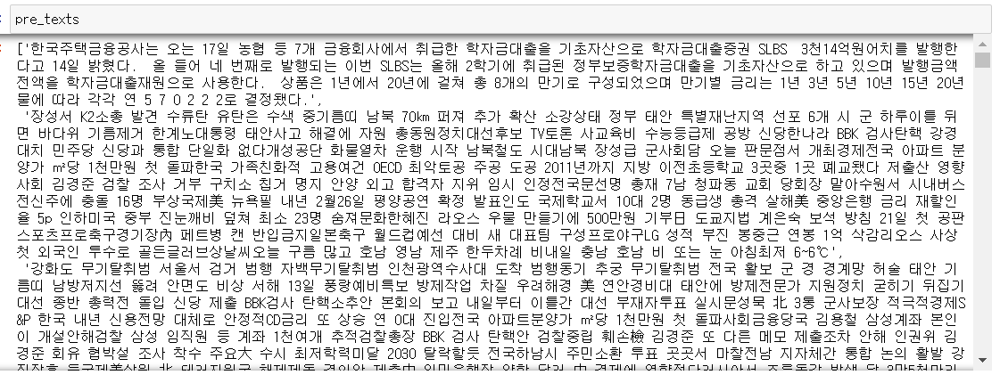 pre_texts
['한국주택금융공사는 오는 17일 농협 등 7개 금융회사에서 취급한 학자금대출을 기초자산으로 학자금대출증권 SLBS  3천14억원어치를 발행한
다고 14일 밝혔다.  올 들어 네 번째로 발행되는 이번 SLBS는 올해 2학기에 취급된 정부보증학자금대출을 기초자산으로 하고 있으며 발행금액
전액을 학자금대출재원으로 사용한다.  상품은 1년에서 20년에 걸쳐 총 8개의 만기로 구성되었으며 만기별 금리는 1년 3년 5년 10년 15년 20년
물에 따라 각각 연 5 7 0 2 2 2로 결정됐다.',
'장성서 K2소총 발견 수류탄 유탄은 수색 중기름띠 남북 70㎞ 퍼져 추가 확산 소강상태 정부 태안 특별재난지역 선포 6개 시 군 하루이틀 뒤
면 바다위 기름제거 한계노대통령 태안사고 해결에 자원 총동원정치대선후보 TV토론 사교육비 수능등급제 공방 신당한나라 BBK 검사탄핵 강경
대치 민주당 신당과 통합 단일화 없다개성공단 화물열차 운행 시작 남북철도 시대남북 장성급 군사회담 오늘 판문점서 개최경제전국 아파트 분
양가 ㎡당 1천만원 첫 돌파한국 가족친화적 고용여건 OECD 최악토공 주공 도공 2011년까지 지방 이전초등학교 3곳중 1곳 폐교됐다 저출산 영향
사회 김경준 검찰 조사 거부 구치소 칩거 명지 안양 외고 합격자 지위 임시 인정전국문선명 총재 7남 청파동 교회 당회장 맡아수원서 시내버스
전신주에 충돌 16명 부상국제美 뉴욕필 내년 2월26일 평양공연 확정 발표인도 국제학교서 10대 2명 동급생 총격 살해美 중앙은행 금리 재할인
율 5p 인하미국 중부 진눈깨비 덮쳐 최소 23명 숨져문화한혜진 라오스 우물 만들기에 500만원 기부日 도쿄지법 계은숙 보석 방침 21일 첫 공판
스포츠프로축구경기장內 페트병 캔 반입금지일본축구 월드컵예선 대비 새 대표팀 구성프로야구LG 성적 부진 봉중근 연봉 1억 삭감리오스 사상
첫 외국인 투수로 골든글러브상날씨오늘 구름 많고 호남 영남 제주 한두차례 비내일 충남 호남 비 또는 눈 아침최저 6~6℃',
'강화도 무기탈취범 서울서 검거 범행 자백무기탈취범 인천광역수사대 도착 범행동기 추궁 무기탈취범 전국 활보 군 경 경계망 허술 태안 기
름띠 남방저지선 뚫려 안면도 비상 서해 13일 풍랑예비특보 방제작업 차질 우려해경 美 연안경비대 태안에 방제전문가 지원정치 굳히기 뒤집기
대선 종반 총력전 돌입 신당 제출 BBK검사 탄핵소추안 본회의 보고 내일부터 이틀간 대선 부재자투표 실시문성묵 北 3통 군사보장 적극적경제S
&P 한국 내년 신용전망 대체로 안정적CD금리 또 상승 연 0대 진입전국 아파트분양가 ㎡당 1천만원 첫 돌파사회금융당국 김용철 삼성계좌 본인
이 개설안해검찰 삼성 임직원 등 계좌 1천여개 추적검찰총장 BBK 검사 탄핵안 검찰중립 훼손檢 김경준 또 다른 메모 제출조차 안해 인권위 김
경준 회유 협박설 조사 착수 주요大 수시 최저학력미달 2030 탈락할듯 전국하남시 주민소환 투표 곳곳서 마찰전남 지자체간 통합 논의 활발 강